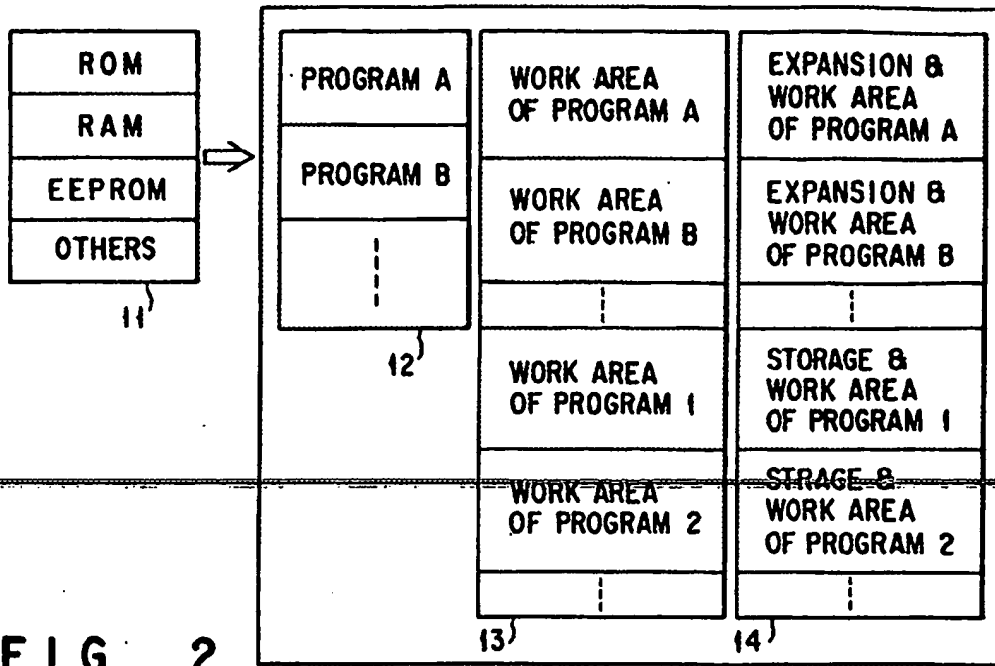 ROM
RAM
EEPROM
OTHERS
11
PROGRAM A
PROGRAM B
12
WORK AREA
OF PROGRAM A
WORK AREA
OF PROGRAM B
WORK AREA
OF PROGRAM 1
WORK AREA
OF PROGRAM 2
13
EXPANSION &
WORK AREA
OF PROGRAM A
EXPANSION &
WORK AREA
OF PROGRAM B
STORAGE &
WORK AREA
OF PROGRAM 1
STRAGE &
WORK AREA
OF PROGRAM 2
14
FIG. 2